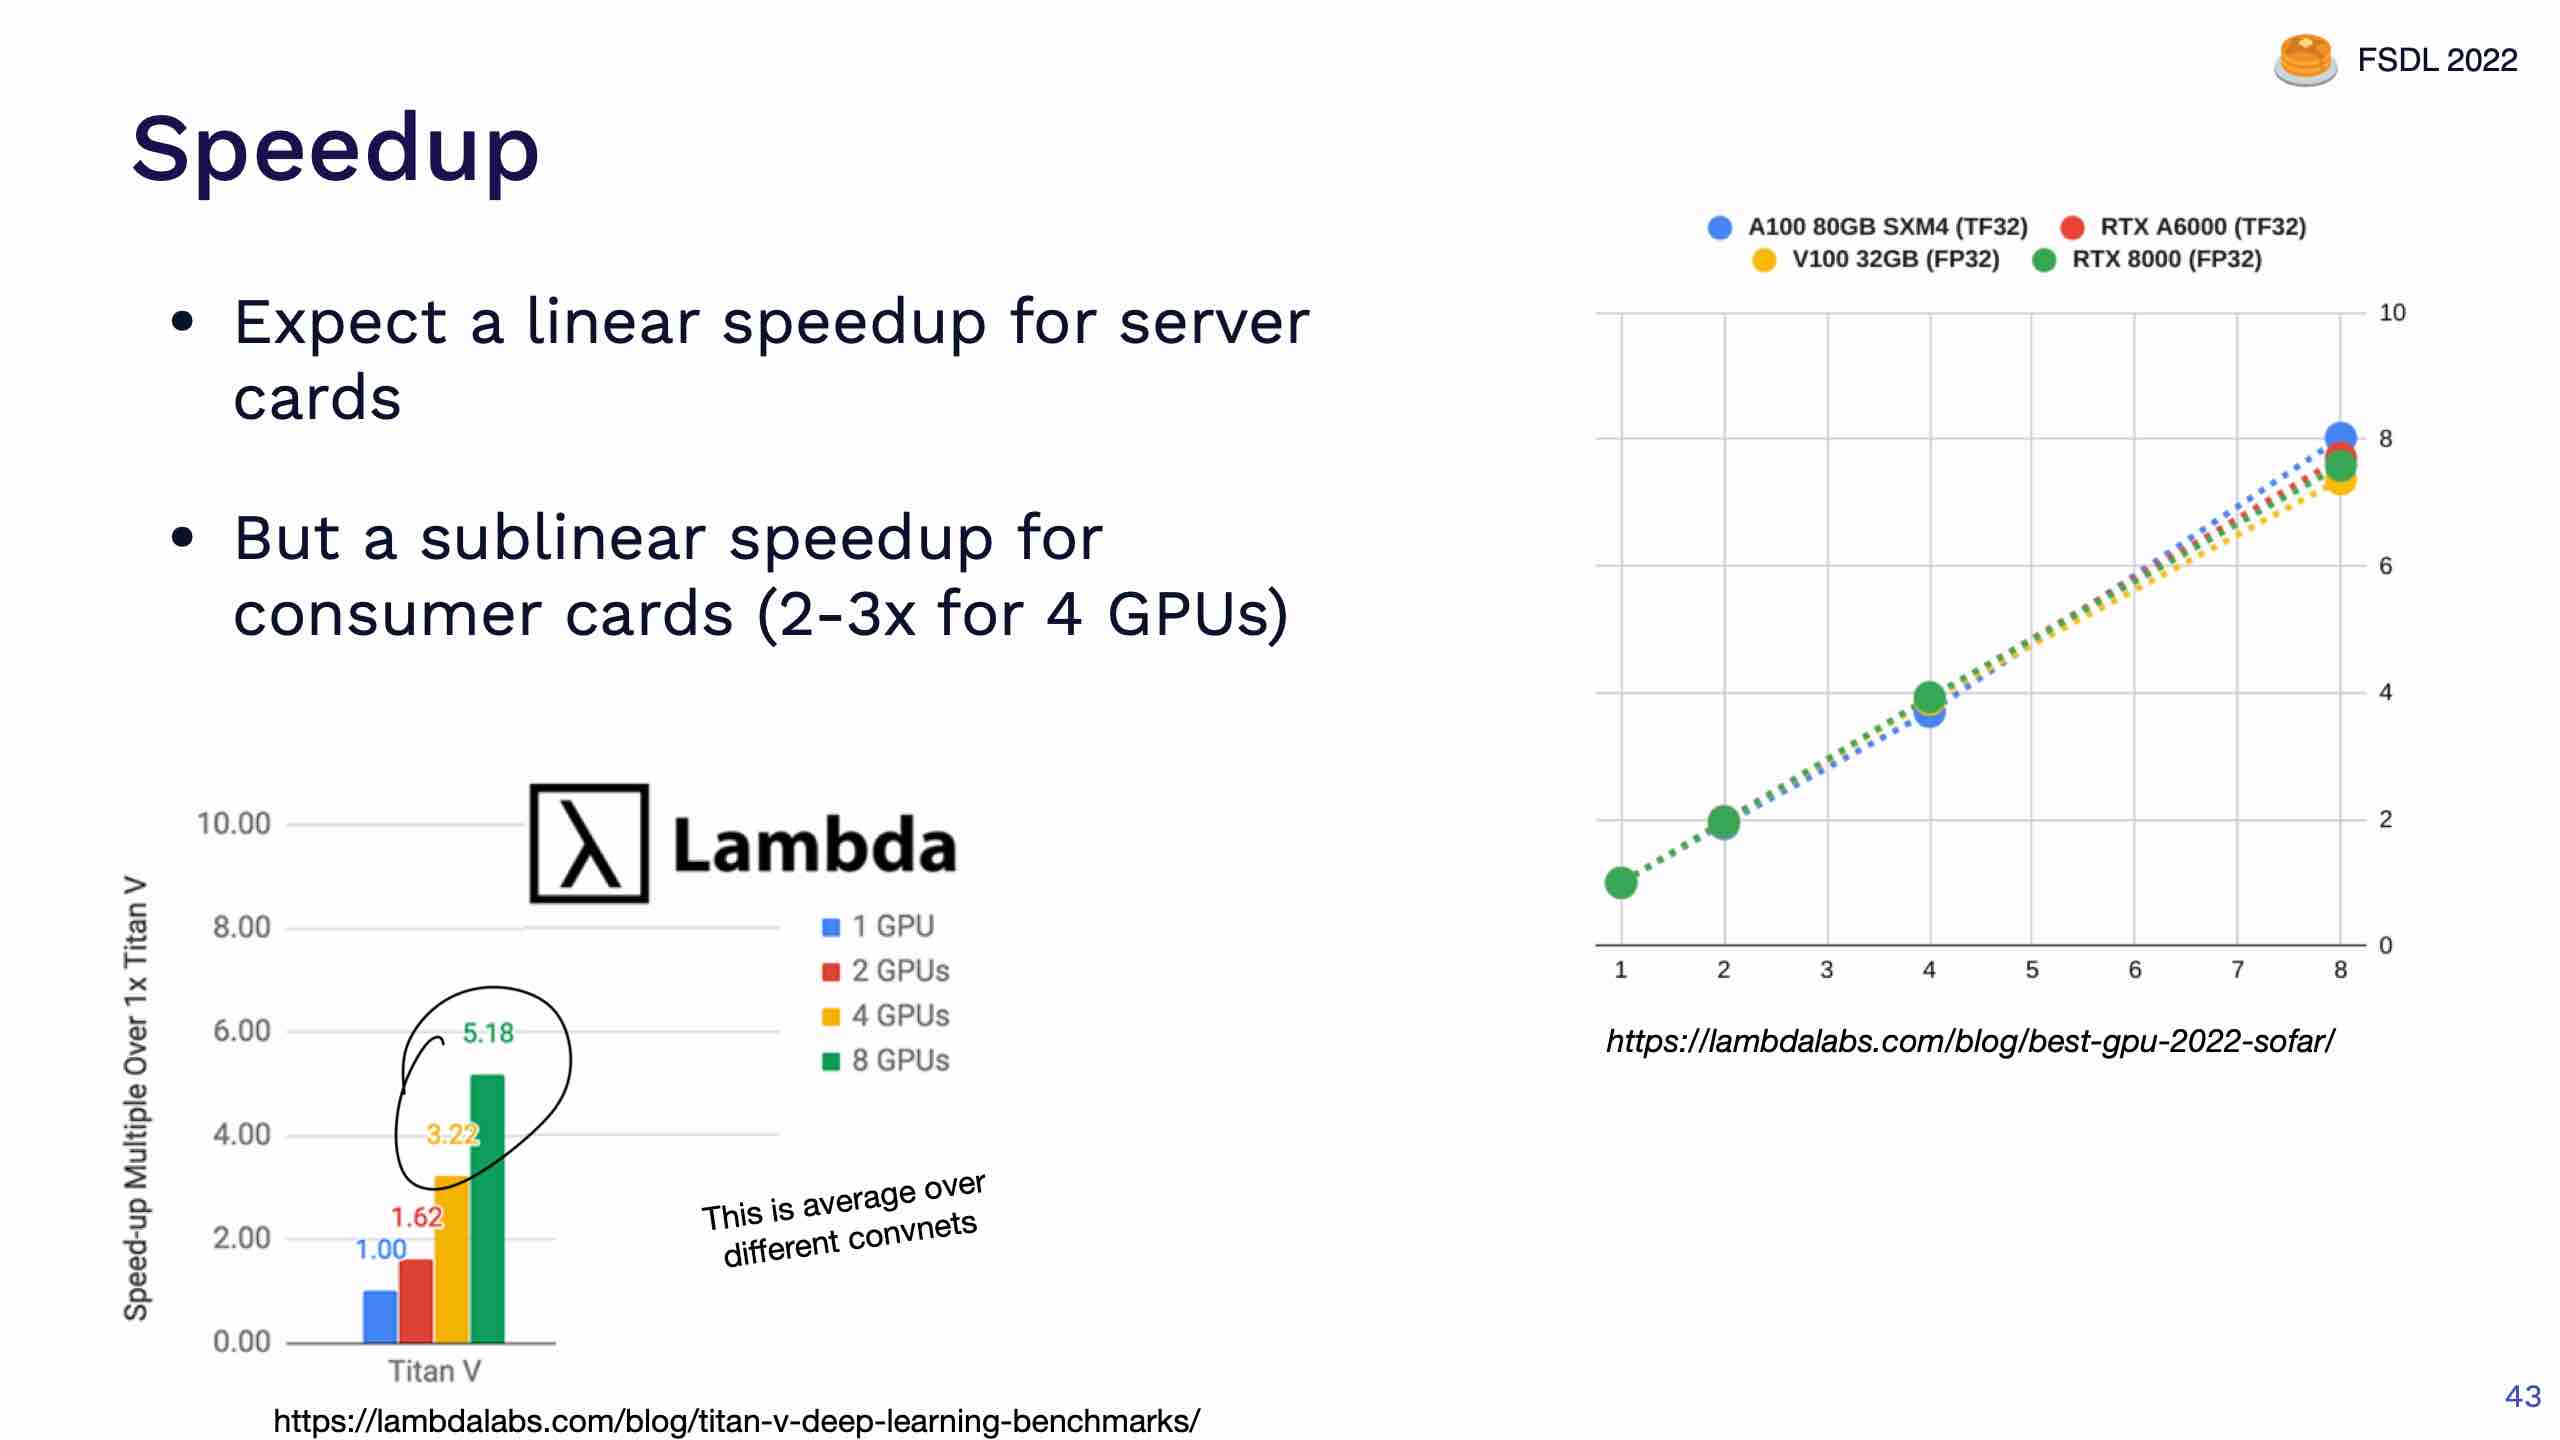 FSDL 2022
Speedup
• Expect a linear speedup for server
cards
• But a sublinear speedup for
consumer cards (2-3x for 4 GPUs)
A100 80GB SXM4 (TF32) RTX A6000 (TF32)
V100 32GB (FP32) RTX 8000 (FP32)
10
8
6
4
2
0
1 2 3 4 5 6 7 8
https://lambdalabs.com/blog/best-gpu-2022-sofar/
λ Lambda
Speed-up Multiple Over 1x Titan V
10.00
8.00
6.00
4.00
2.00
0.00
1.00
1.62
3.22
5.18
Titan V
1 GPU
2 GPUs
4 GPUs
8 GPUs
This is average over
different convnets
https://lambdalabs.com/blog/titan-v-deep-learning-benchmarks/
43